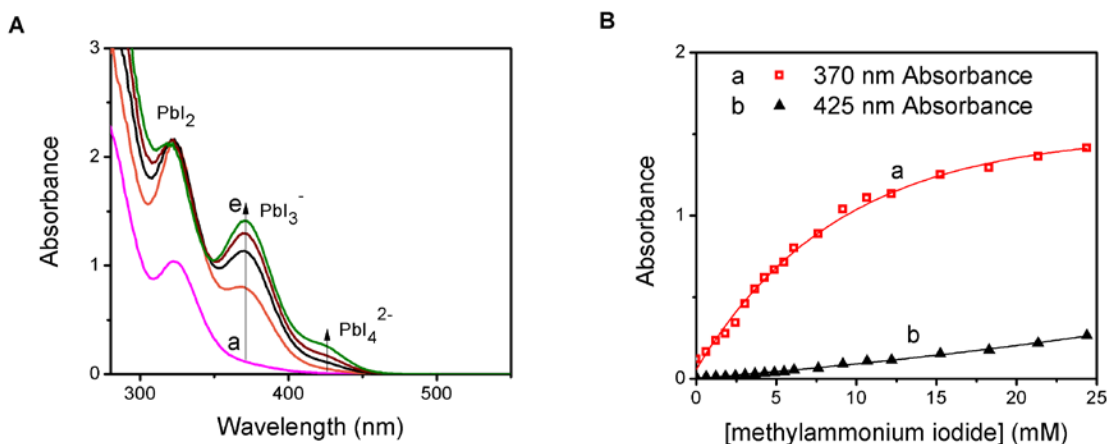 A
Absorbance
3
2
1
0
PbI2
e
PbI3-
a
PbI42-
300
400
500
Wavelength (nm)
B
Absorbance
2
1
0
a 370 nm Absorbance
b 425 nm Absorbance
a
b
0
5
10
15
20
25
[methylammonium iodide] (mM)